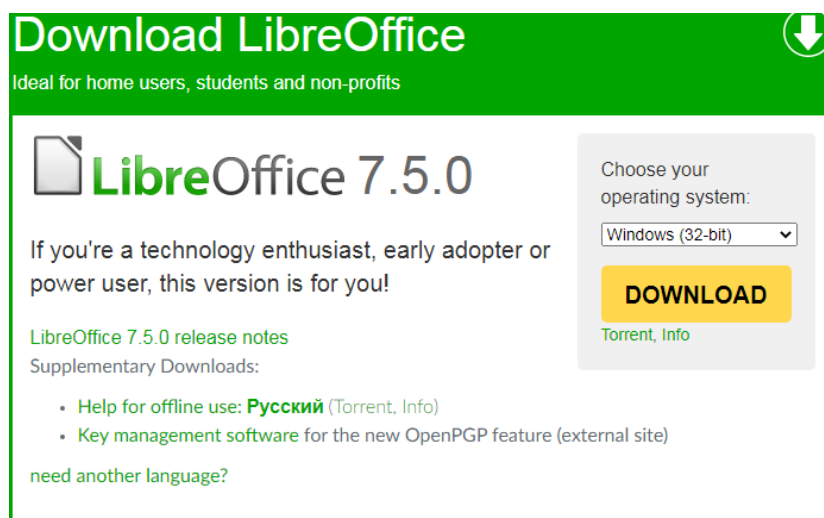 Download LibreOffice
Ideal for home users, students and non-profits
LibreOffice 7.5.0
If you're a technology enthusiast, early adopter or
power user, this version is for you!
LibreOffice 7.5.0 release notes
Supplementary Downloads:
• Help for offline use: Русский (Torrent, Info)
• Key management software for the new OpenPGP feature (external site)
need another language?
Choose your
operating system:
Windows (32-bit)
DOWNLOAD
Torrent, Info